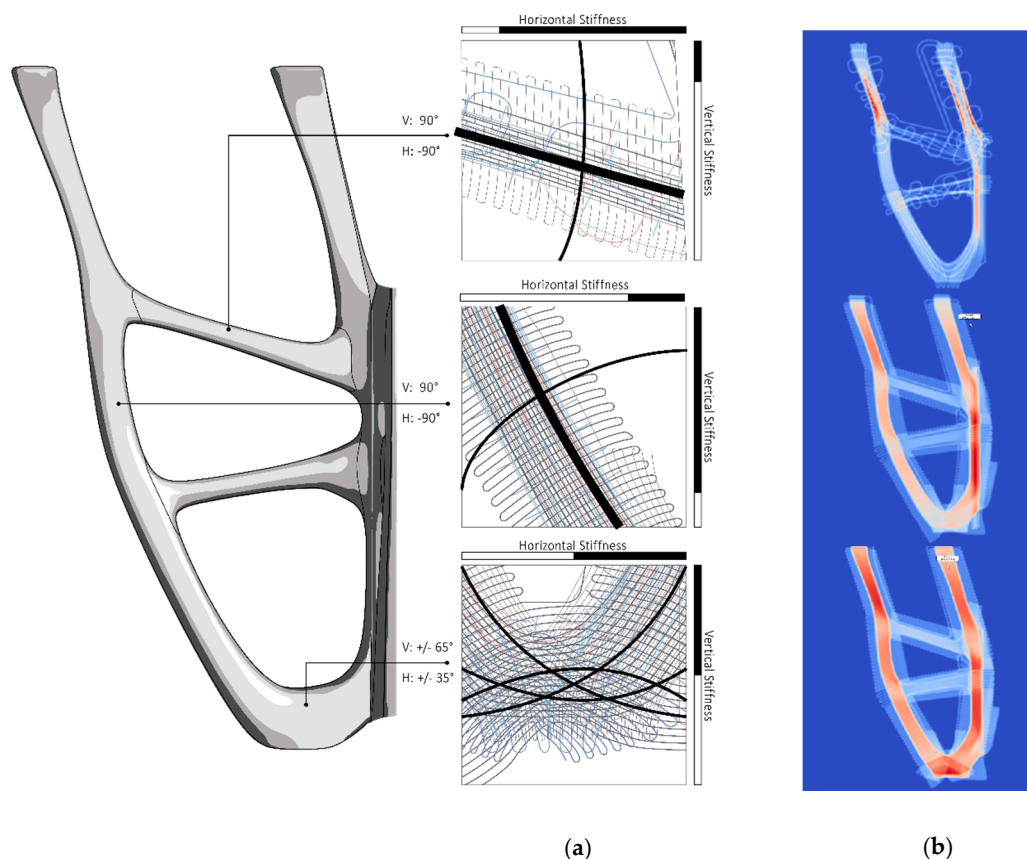 Horizontal Stiffness
V: 90°
H: -90°
Vertical Stiffness
Horizontal Stiffness
V: 90°
H: -90°
Vertical Stiffness
Horizontal Stiffness
V: +/- 65°
H: +/- 35°
Vertical Stiffness
(a)
(b)